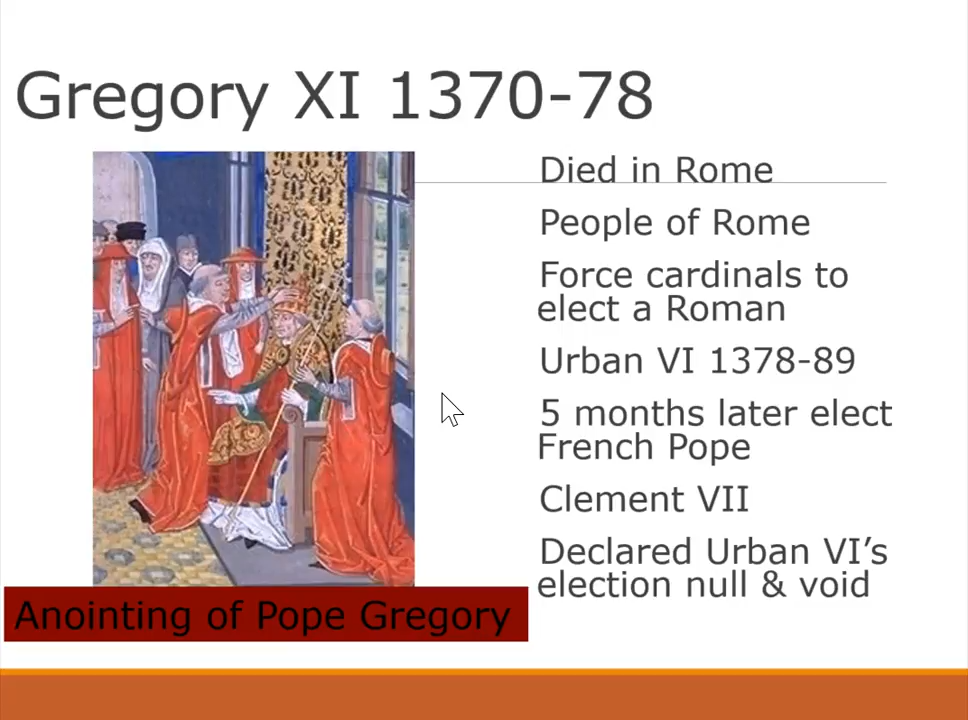 Gregory XI 1370-78
Died in Rome
People of Rome
Force cardinals to
elect a Roman
Urban VI 1378-89
5 months later elect
French Pope
Clement VII
Declared Urban VI’s
election null & void
Anointing of Pope Gregory